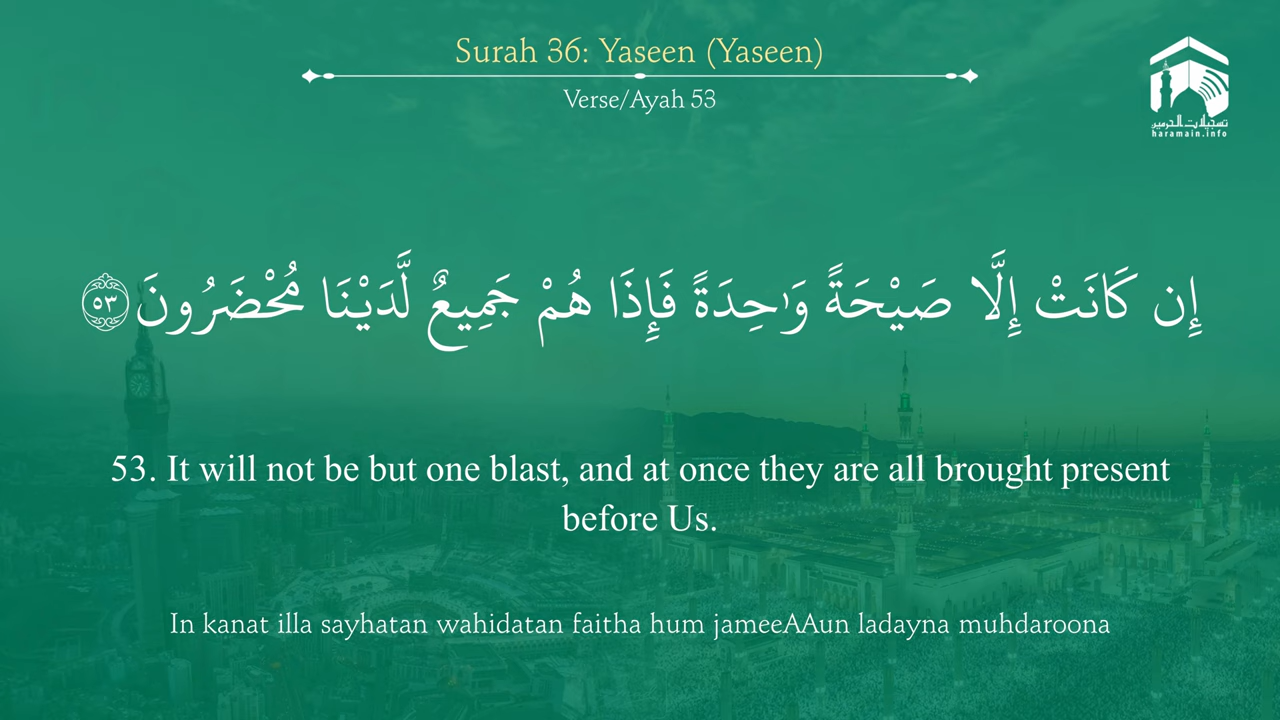 Surah 36: Yaseen (Yaseen)
Verse/Ayah 53
تسجيلات الحرمين
haramain.info
إِن كَانَتْ إِلَّا صَيْحَةً وَٰحِدَةً فَإِذَا هُمْ جَمِيعٌ لَّدَيْنَا مُحْضَرُونَ ٥٣
53. It will not be but one blast, and at once they are all brought present
before Us.
In kanat illa sayhatan wahidatan faitha hum jameeAAun ladayna muhdaroona